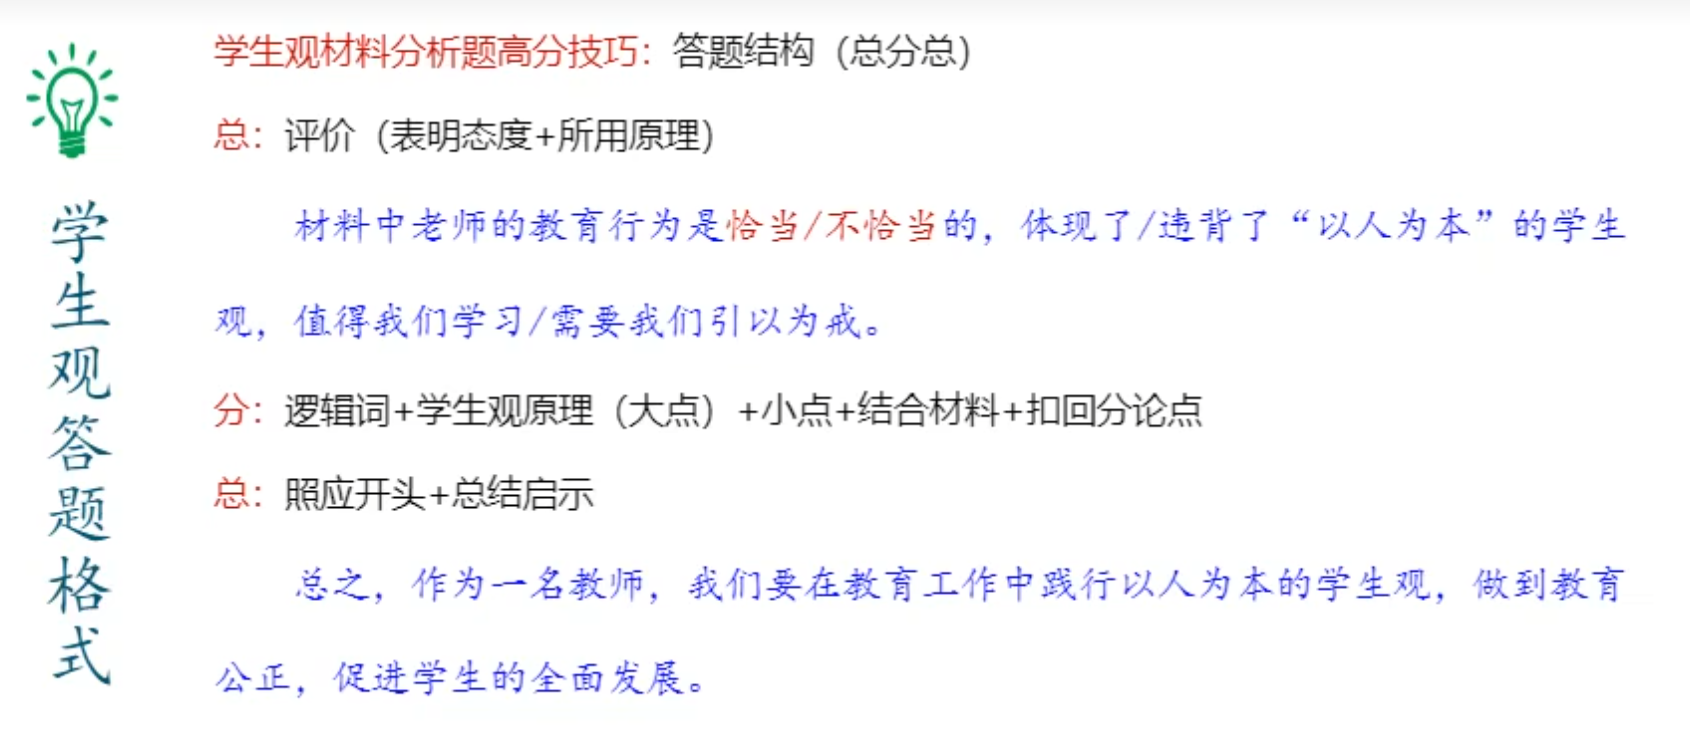 学生观答题格式
学生观材料分析题高分技巧：答题结构（总分总）
总：评价（表明态度+所用原理）
材料中老师的教育行为是恰当/不恰当的，体现了/违背了“以人为本”的学生
观，值得我们学习/需要我们引以为戒。
分：逻辑词+学生观原理（大点）+小点+结合材料+扣回分论点
总：照应开头+总结启示
总之，作为一名教师，我们要在教育工作中践行以人为本的学生观，做到教育
公正，促进学生的全面发展。